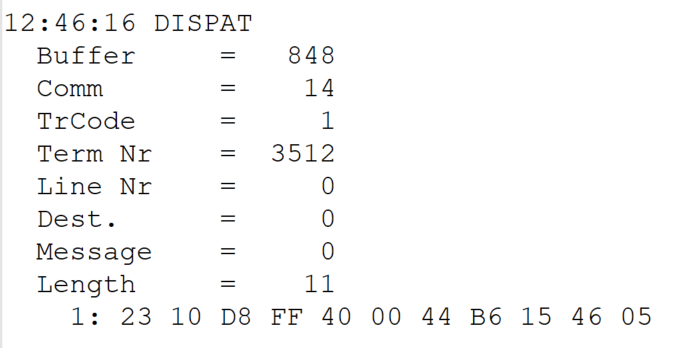 12:46:16 DISPAT
Buffer = 848
Comm = 14
TrCode = 1
Term Nr = 3512
Line Nr = 0
Dest. = 0
Message = 0
Length = 11
1: 23 10 D8 FF 40 00 44 B6 15 46 05